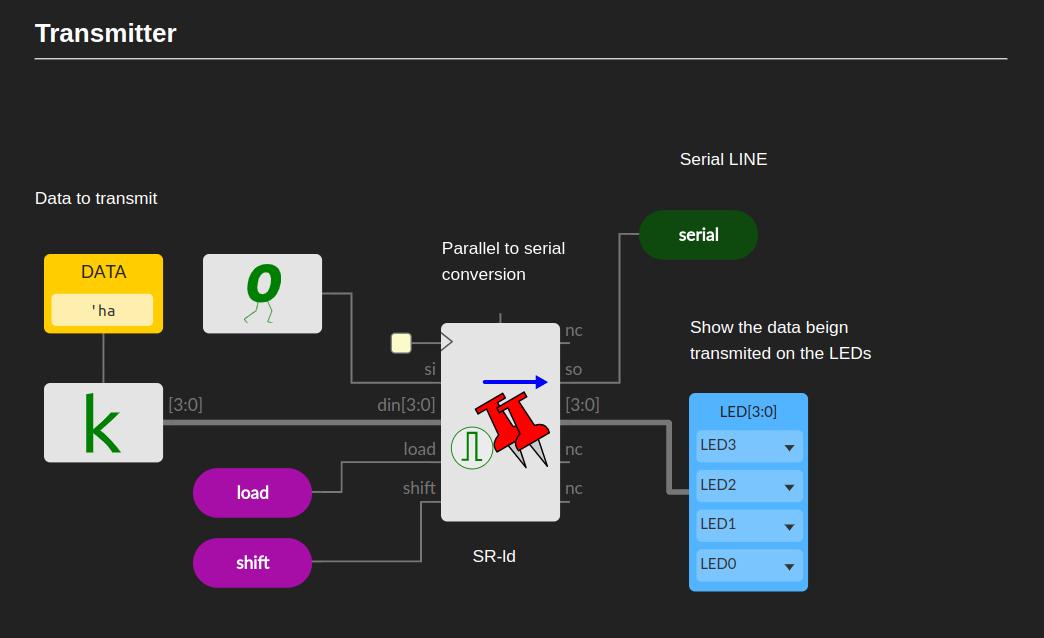 Transmitter
Serial LINE
Data to transmit
serial
DATA
'ha
0
Parallel to serial
conversion
nc
si
so
Show the data beign
transmited on the LEDs
k
[3:0]
din[3:0]
[3:0]
LED[3:0]
LED3
load
nc
LED2
shift
nc
load
LED1
SR-ld
shift
LED0